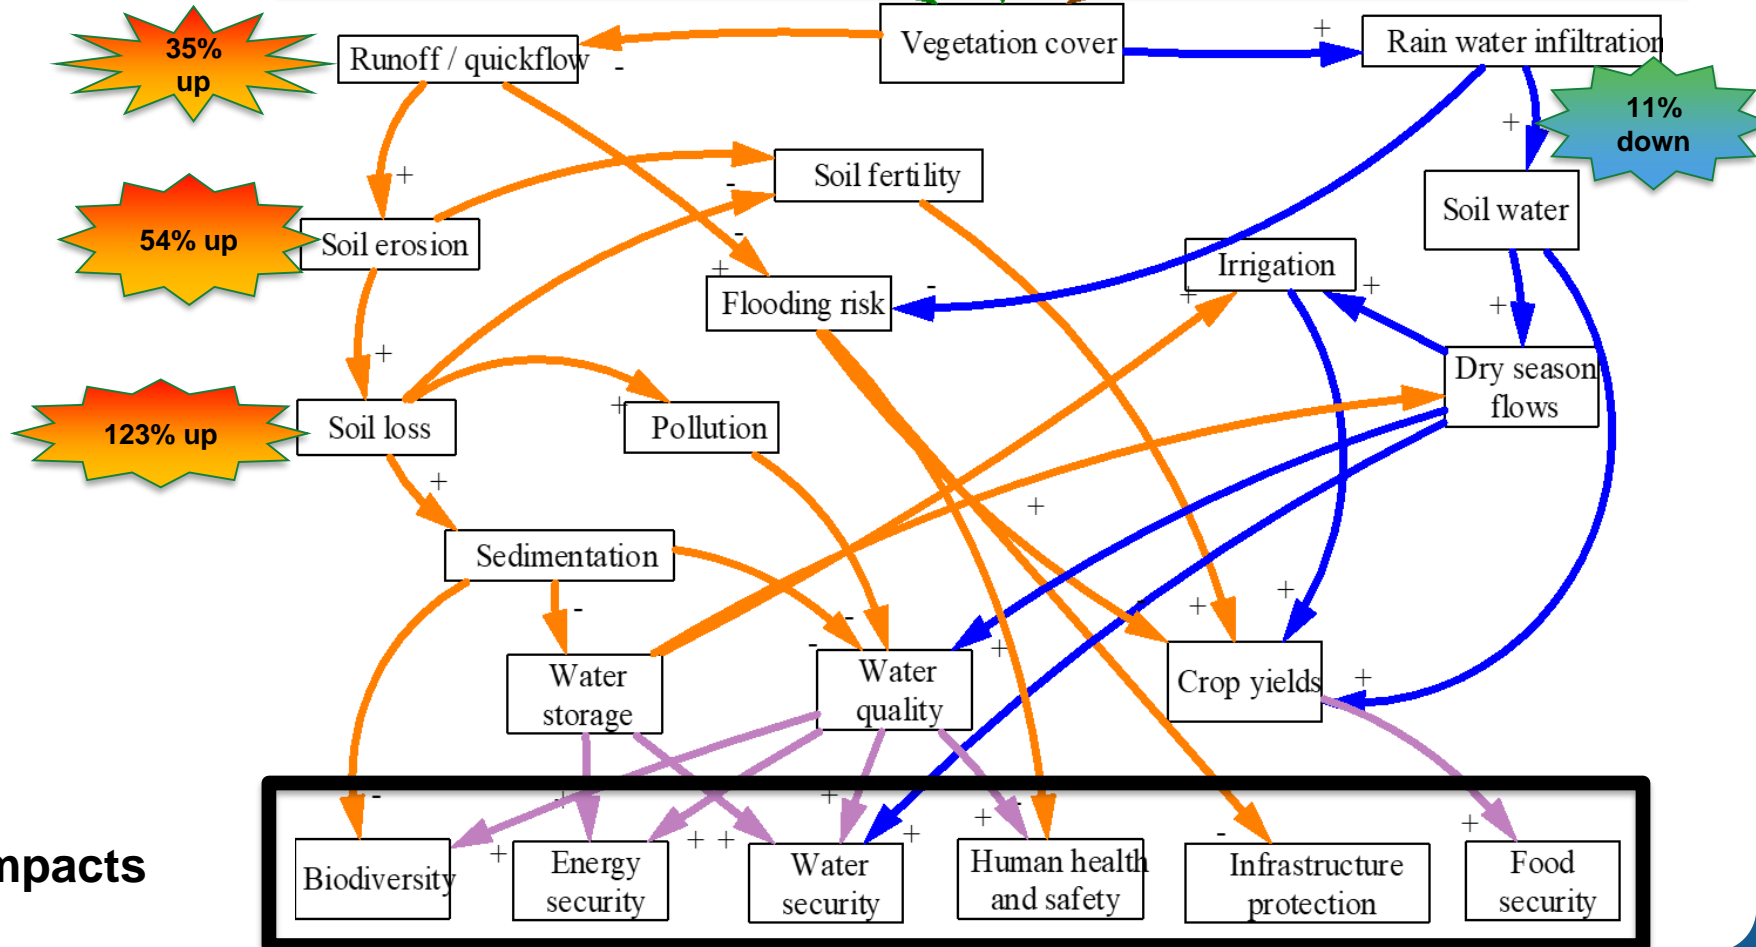 35%
up
Runoff / quickflow
-
Vegetation cover
+
Rain water infiltration
11%
down
+
+
Soil fertility
-
Soil water
54% up
Soil erosion
-
+
Flooding risk
-
Irrigation
+
+
+
Dry season
flows
+
123% up
Soil loss
+
Pollution
+
+
Sedimentation
-
-
-
-
+
+
+
Water
storage
Water
quality
Crop yields
+
mpacts
-
+
+
+
-
+
+
+
+
-
+
Biodiversity
Energy
security
Water
security
Human health
and safety
Infrastructure
protection
Food
security